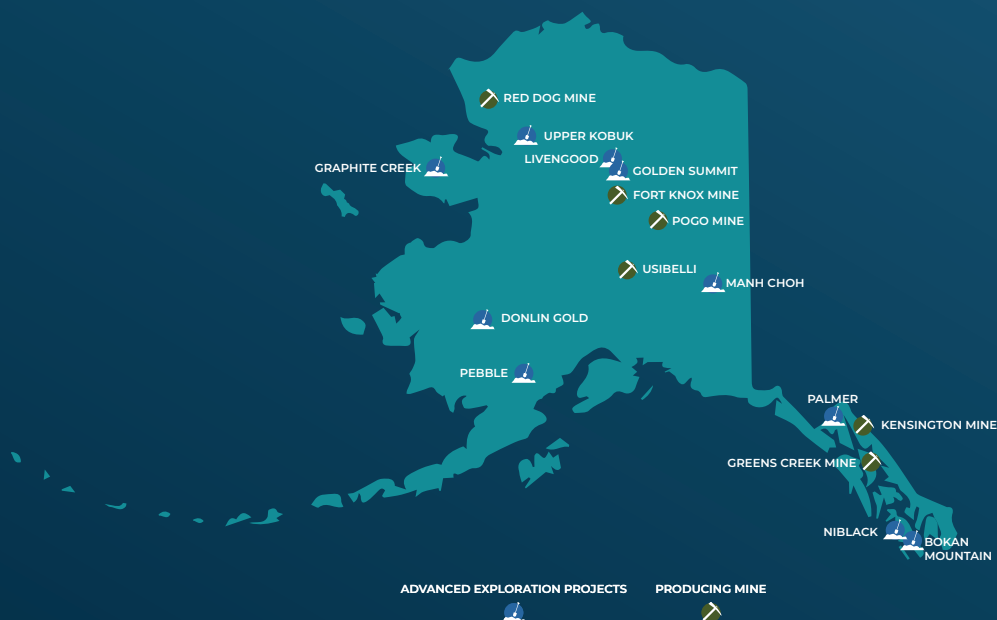 RED DOG MINE
UPPER KOBUK
LIVENGOOD
GRAPHITE CREEK
GOLDEN SUMMIT
FORT KNOX MINE
POGO MINE
USIBELLI
MANH CHOH
DONLIN GOLD
PEBBLE
PALMER
KENSINGTON MINE
GREENS CREEK MINE
NIBLACK
BOKAN
MOUNTAIN
ADVANCED EXPLORATION PROJECTS
PRODUCING MINE